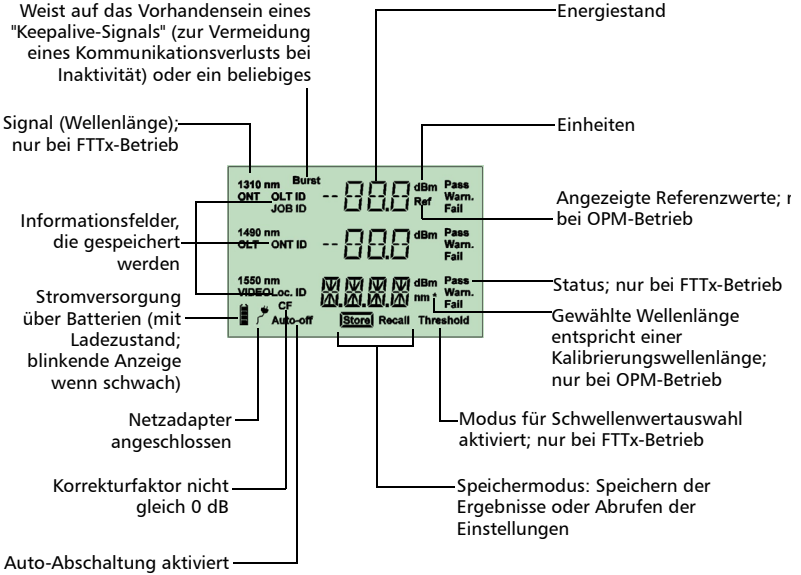 Weist auf das Vorhandensein eines
"Keepalive-Signals" (zur Vermeidung
eines Kommunikationsverlusts bei
Inaktivität) oder ein beliebiges
Energiestand
Signal (Wellenlänge);
nur bei FTTx-Betrieb
Einheiten
Angezeigte Referenzwerte;
bei OPM-Betrieb
Informationsfelder,
die gespeichert
werden
Status; nur bei FTTx-Betrieb
Stromversorgung
über Batterien (mit
Ladezustand;
blinkende Anzeige
wenn schwach)
Gewählte Wellenlänge
entspricht einer
Kalibrierungswellenlänge;
nur bei OPM-Betrieb
Netzadapter
angeschlossen
Modus für Schwellenwertauswahl
aktiviert; nur bei FTTx-Betrieb
Korrekturfaktor nicht
gleich 0 dB
Speichermodus: Speichern der
Ergebnisse oder Abrufen der
Einstellungen
Auto-Abschaltung aktiviert
1310 nm Burst
ONT OLT ID
JOB ID
--00.0 dBm Ref
Pass
Warn.
Fail
1490 nm
OLT ONT ID
--00.0 dBm
Pass
Warn.
Fail
1550 nm
VIDEO Loc. ID
CF
dBm
nm *
Pass
Warn.
Fail
Auto-off Store Recall Threshold